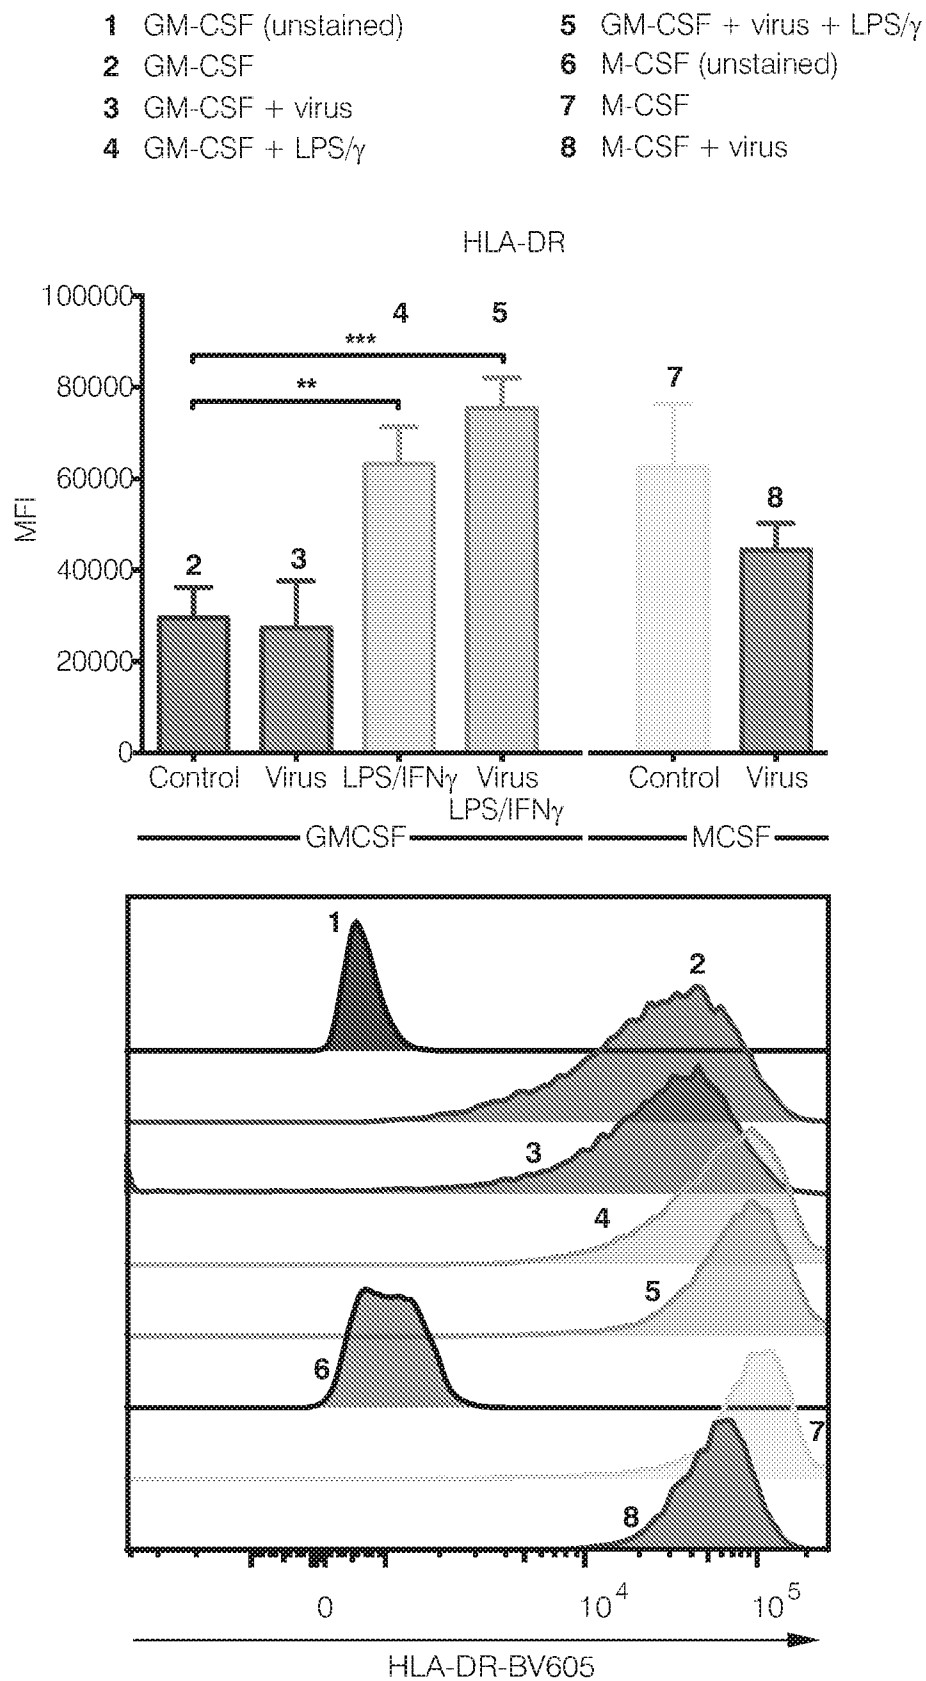 1 GM-CSF (unstained)
2 GM-CSF
3 GM-CSF + virus
4 GM-CSF + LPS/γ
5 GM-CSF + virus + LPS/γ
6 M-CSF (unstained)
7 M-CSF
8 M-CSF + virus
HLA-DR
100000
80000
60000
40000
20000
0
MFI
***
**
2
3
4
5
7
8
Control
Virus
LPS/IFNγ
Virus
LPS/IFNγ
Control
Virus
GMCSF
MCSF
1
2
3
4
5
6
7
8
0
10^4
10^5
HLA-DR-BV605